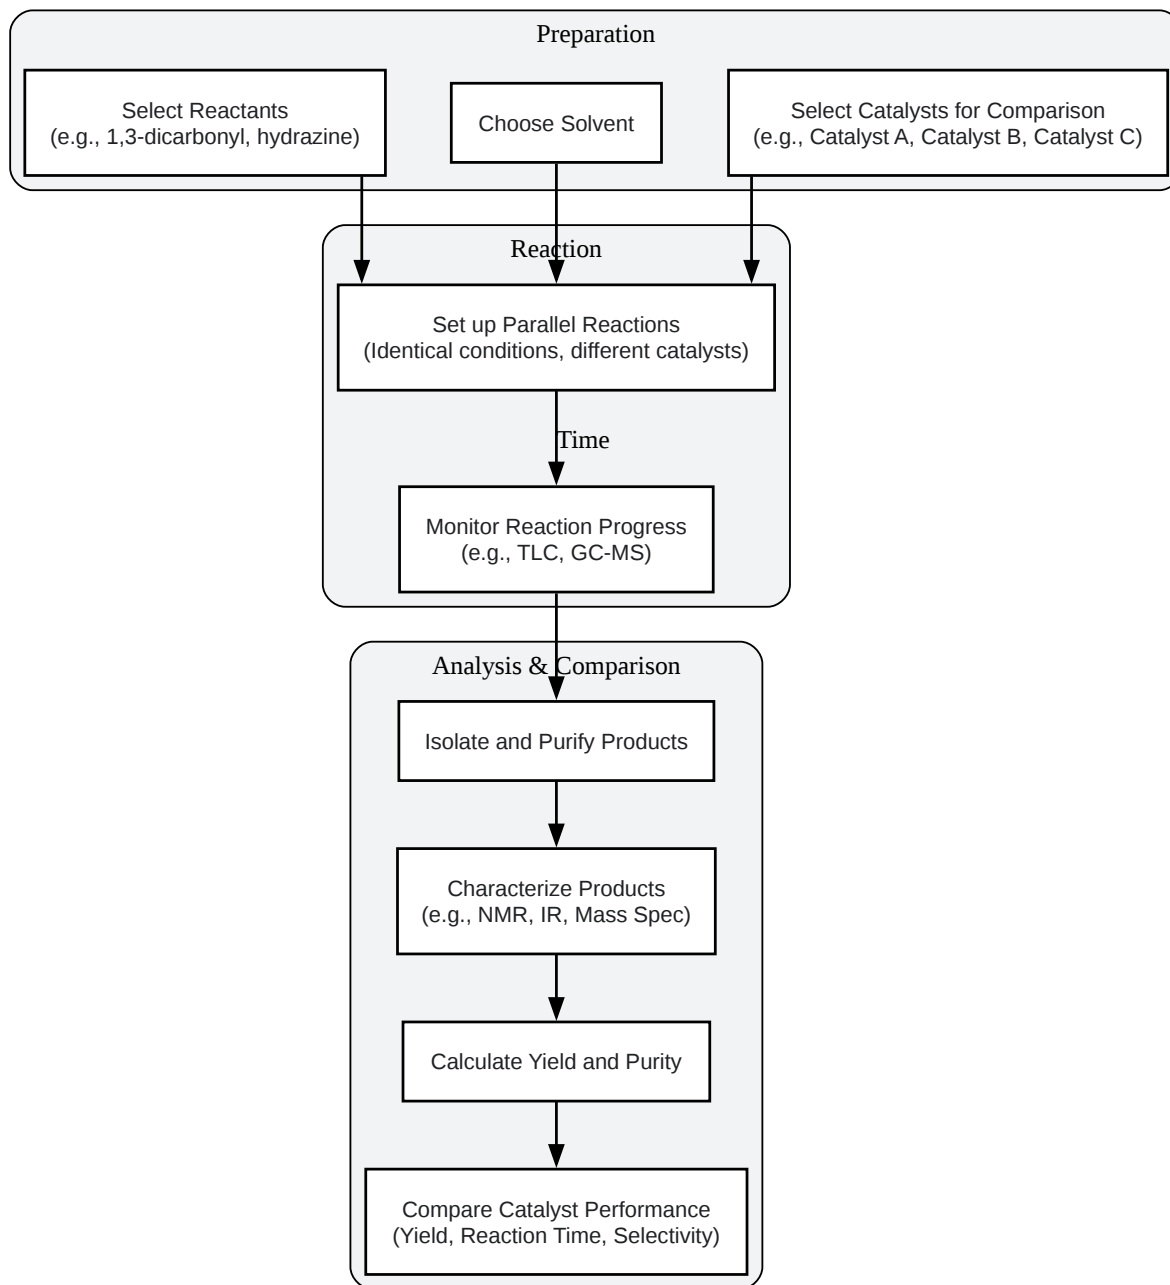 Preparation
Select Reactants
(e.g., 1,3-dicarbonyl, hydrazine)
Choose Solvent
Select Catalysts for Comparison
(e.g., Catalyst A, Catalyst B, Catalyst C)
Reaction
Set up Parallel Reactions
(Identical conditions, different catalysts)
Time
Monitor Reaction Progress
(e.g., TLC, GC-MS)
Analysis & Comparison
Isolate and Purify Products
Characterize Products
(e.g., NMR, IR, Mass Spec)
Calculate Yield and Purity
Compare Catalyst Performance
(Yield, Reaction Time, Selectivity)